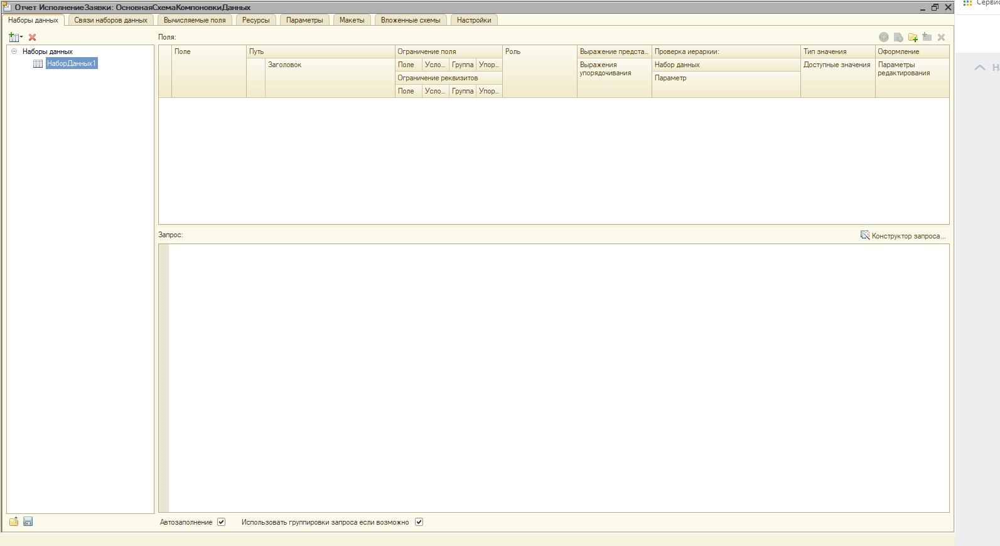 Отчет ИсполнениеЗаявки: ОсновнаяСхемаКомпоновкиДанных
Сервис
Наборы данных Связи наборов данных Вычисляемые поля Ресурсы Параметры Макеты Вложенные схемы Настройки
Поля:
Наборы данных
НаборДанных1
Поле Путь Ограничение поля Роль Выражение предста... Проверка иерархии: Тип значения Оформление
Заголовок Поле Усло... Группа Упор... Выражения упорядочивания Набор данных Доступные значения Параметры редактирования
Ограничение реквизитов Параметр
Поле Усло... Группа Упор...
Запрос:
Конструктор запроса...
Автозаполнение Использовать группировки запроса если возможно